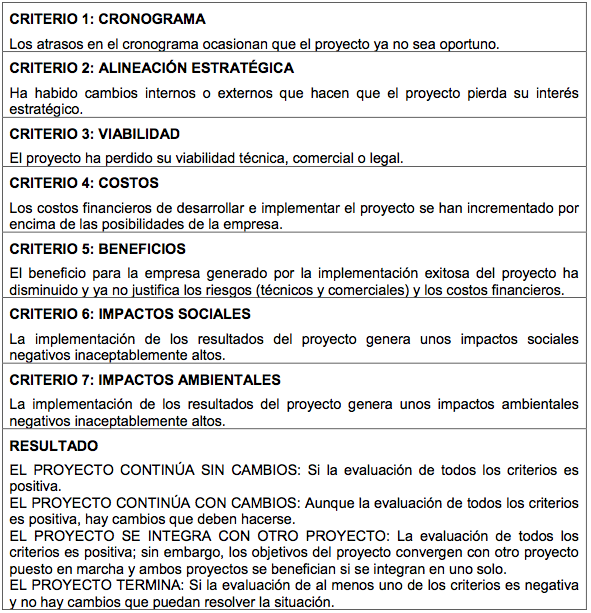 CRITERIO 1: CRONOGRAMA
Los atrasos en el cronograma ocasionan que el proyecto ya no sea oportuno.
CRITERIO 2: ALINEACIÓN ESTRATÉGICA
Ha habido cambios internos o externos que hacen que el proyecto pierda su interés
estratégico.
CRITERIO 3: VIABILIDAD
El proyecto ha perdido su viabilidad técnica, comercial o legal.
CRITERIO 4: COSTOS
Los costos financieros de desarrollar e implementar el proyecto se han incrementado por
encima de las posibilidades de la empresa.
CRITERIO 5: BENEFICIOS
El beneficio para la empresa generado por la implementación exitosa del proyecto ha
disminuido y ya no justifica los riesgos (técnicos y comerciales) y los costos financieros.
CRITERIO 6: IMPACTOS SOCIALES
La implementación de los resultados del proyecto genera unos impactos sociales
negativos inaceptablemente altos.
CRITERIO 7: IMPACTOS AMBIENTALES
La implementación de los resultados del proyecto genera unos impactos ambientales
negativos inaceptablemente altos.
RESULTADO
EL PROYECTO CONTINÚA SIN CAMBIOS: Si la evaluación de todos los criterios es
positiva.
EL PROYECTO CONTINÚA CON CAMBIOS: Aunque la evaluación de todos los criterios
es positiva, hay cambios que deben hacerse.
EL PROYECTO SE INTEGRA CON OTRO PROYECTO: La evaluación de todos los
criterios es positiva; sin embargo, los objetivos del proyecto convergen con otro proyecto
puesto en marcha y ambos proyectos se benefician si se integran en uno solo.
EL PROYECTO TERMINA: Si la evaluación de al menos uno de los criterios es negativa
y no hay cambios que puedan resolver la situación.